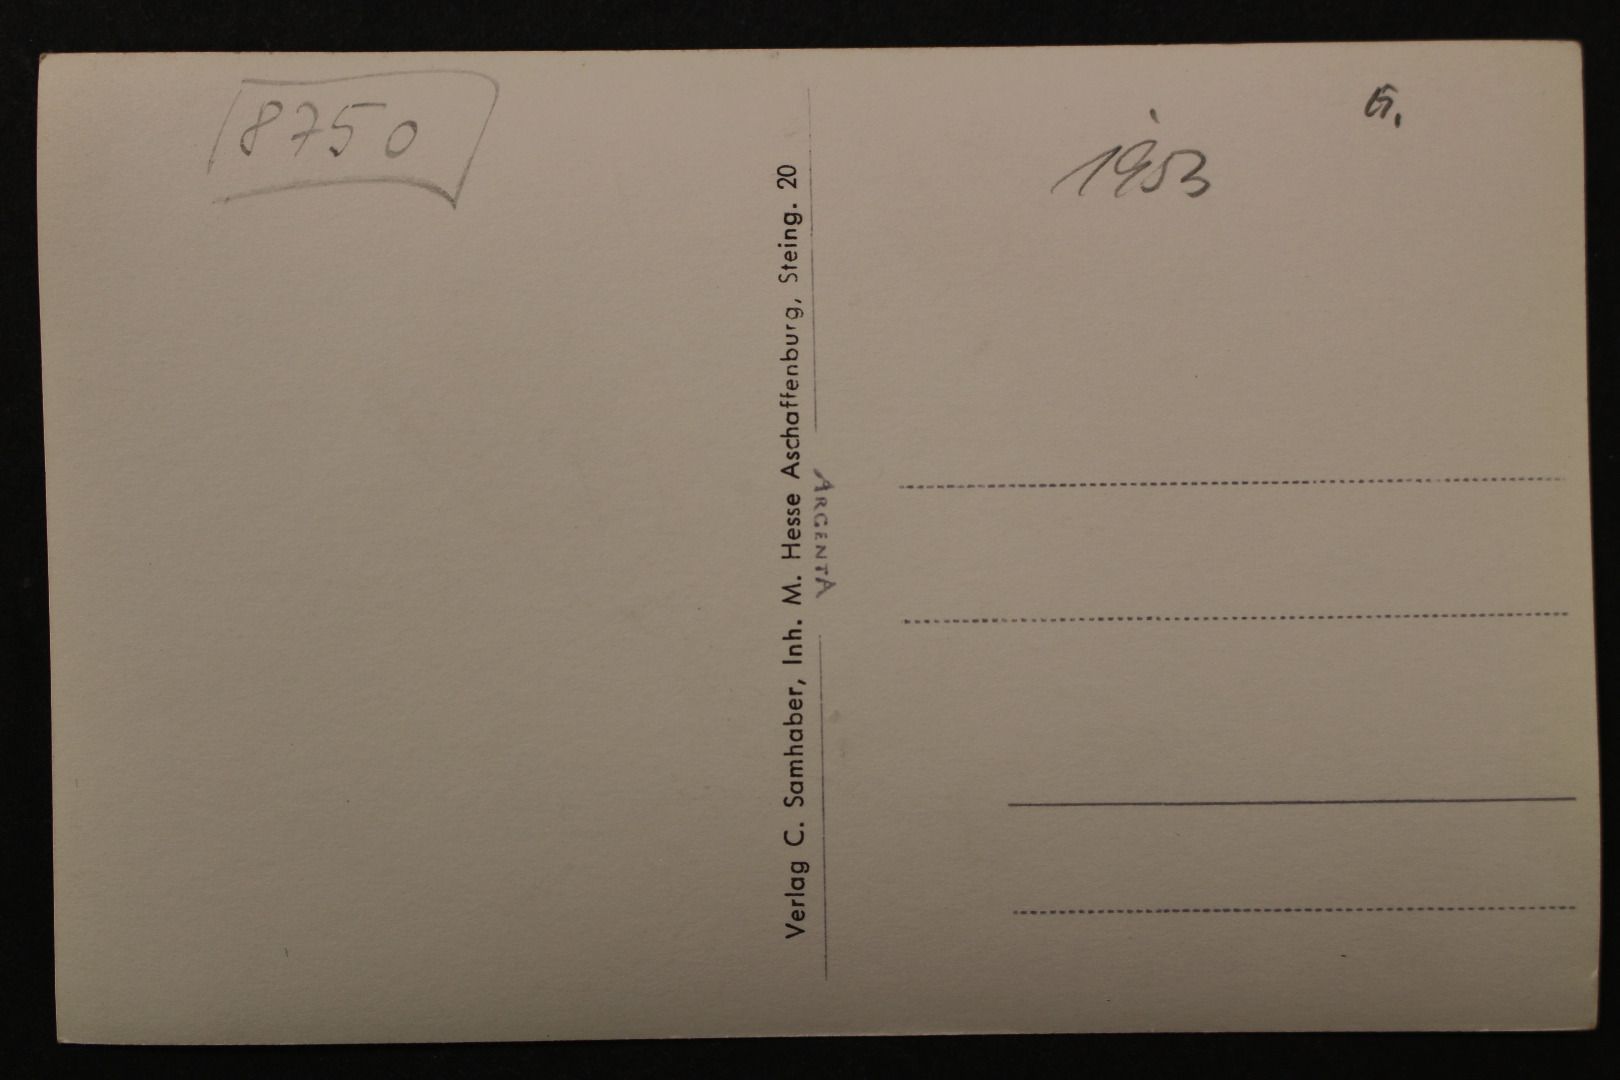 8750
Verlag C. Samhaber, Inh. M. Hesse Aschaffenburg, Steing. 20
ARGENTA
1953